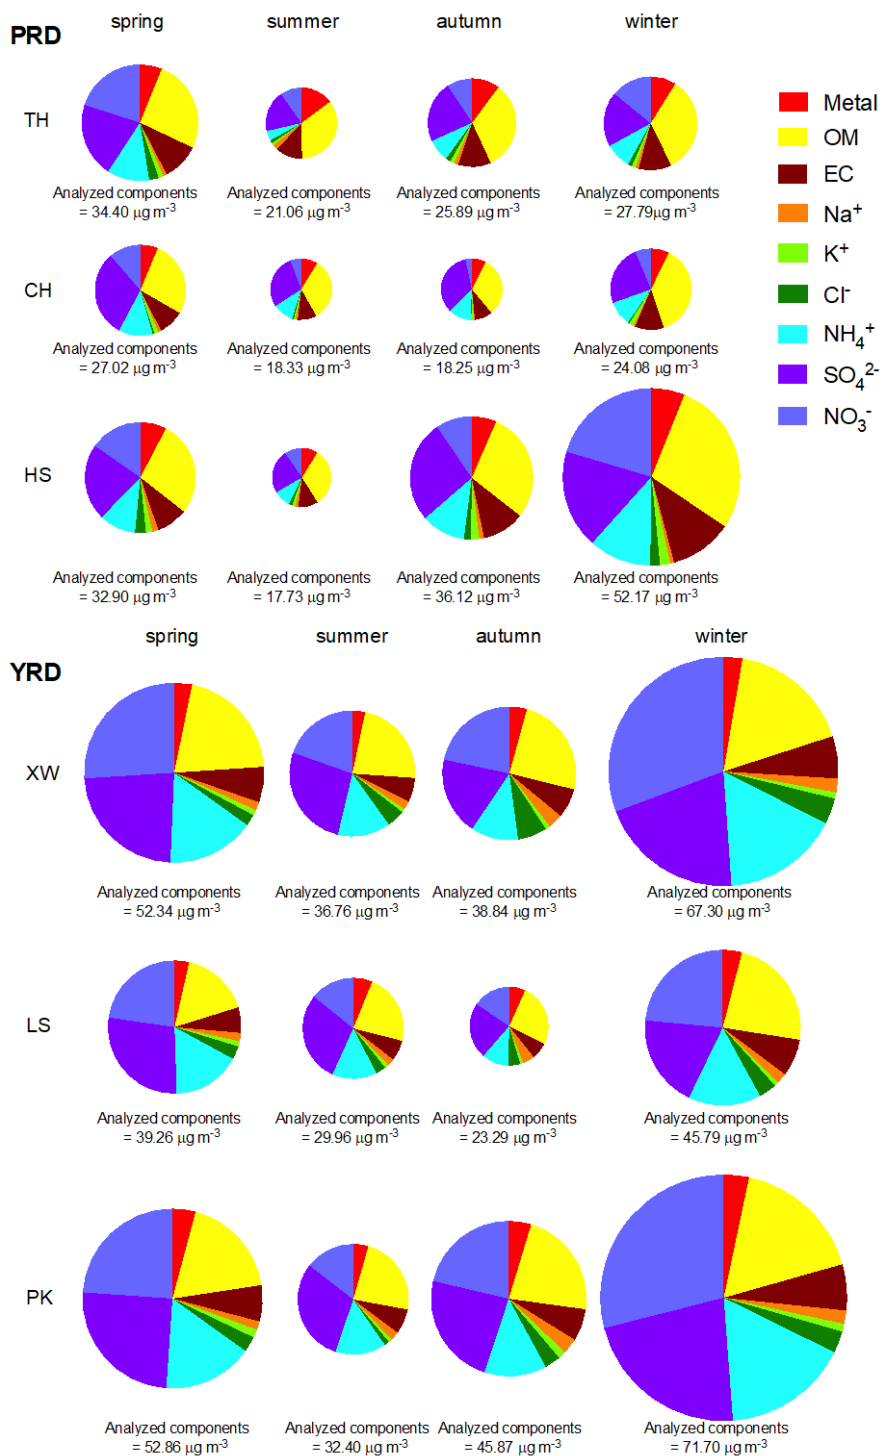 spring summer autumn winter
PRD
TH
Analyzed components Analyzed components Analyzed components Analyzed components
= 34.40 μg m⁻³ = 21.06 μg m⁻³ = 25.89 μg m⁻³ = 27.79μg m⁻³
CH
Analyzed components Analyzed components Analyzed components Analyzed components
= 27.02 μg m⁻³ = 18.33 μg m⁻³ = 18.25 μg m⁻³ = 24.08 μg m⁻³
HS
Analyzed components Analyzed components Analyzed components Analyzed components
= 32.90 μg m⁻³ = 17.73 μg m⁻³ = 36.12 μg m⁻³ = 52.17 μg m⁻³
Metal
OM
EC
Na⁺
K⁺
Cl⁻
NH₄⁺
SO₄²⁻
NO₃⁻
spring summer autumn winter
YRD
XW
Analyzed components Analyzed components Analyzed components Analyzed components
= 52.34 μg m⁻³ = 36.76 μg m⁻³ = 38.84 μg m⁻³ = 67.30 μg m⁻³
LS
Analyzed components Analyzed components Analyzed components Analyzed components
= 39.26 μg m⁻³ = 29.96 μg m⁻³ = 23.29 μg m⁻³ = 45.79 μg m⁻³
PK
Analyzed components Analyzed components Analyzed components Analyzed components
= 52.86 μg m⁻³ = 32.40 μg m⁻³ = 45.87 μg m⁻³ = 71.70 μg m⁻³